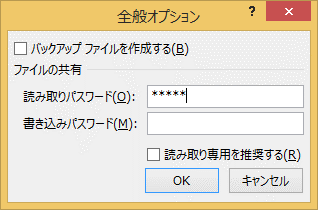 全般オプション ? ×
バックアップ ファイルを作成する(B)
ファイルの共有
読み取りパスワード(O): *****
書き込みパスワード(M):
読み取り専用を推奨する(R)
OK キャンセル